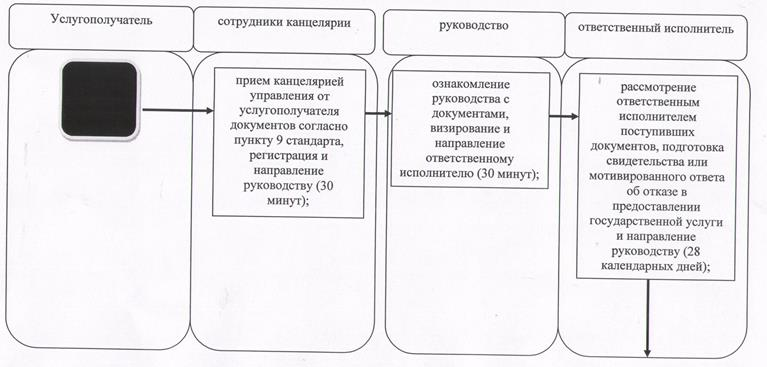 Услугополучатель
сотрудники канцелярии
руководство
ответственный исполнитель
прием канцелярией
управления от
услугополучателя
документов согласно
пункту 9 стандарта,
регистрация и
направление
руководству (30
минут);
ознакомление
руководства с
документами,
визирование и
направление
ответственному
исполнителю (30 минут);
рассмотрение
ответственным
исполнителем
поступивших
документов, подготовка
свидетельства или
мотивированного ответа
об отказе в
предоставлении
государственной услуги
и направление
руководству (28
календарных дней);